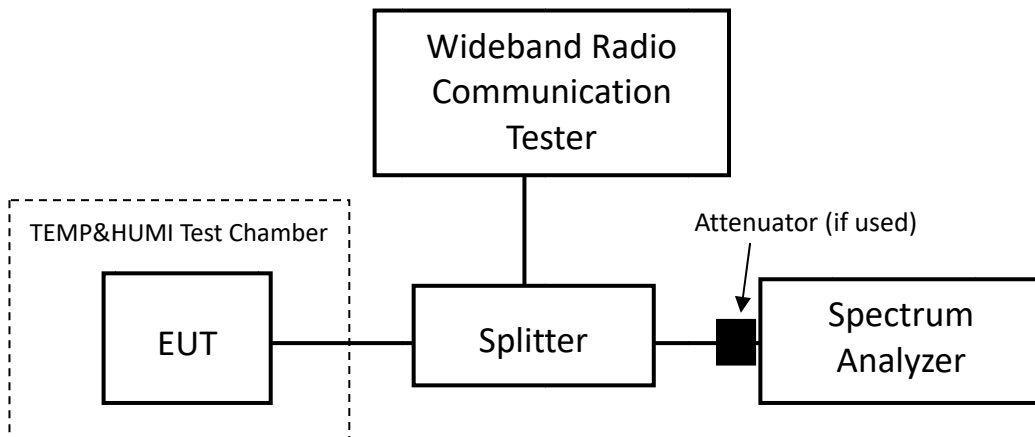 Wideband Radio
Communication
Tester
TEMP&HUMI Test Chamber
Attenuator (if used)
EUT
Splitter
Spectrum
Analyzer